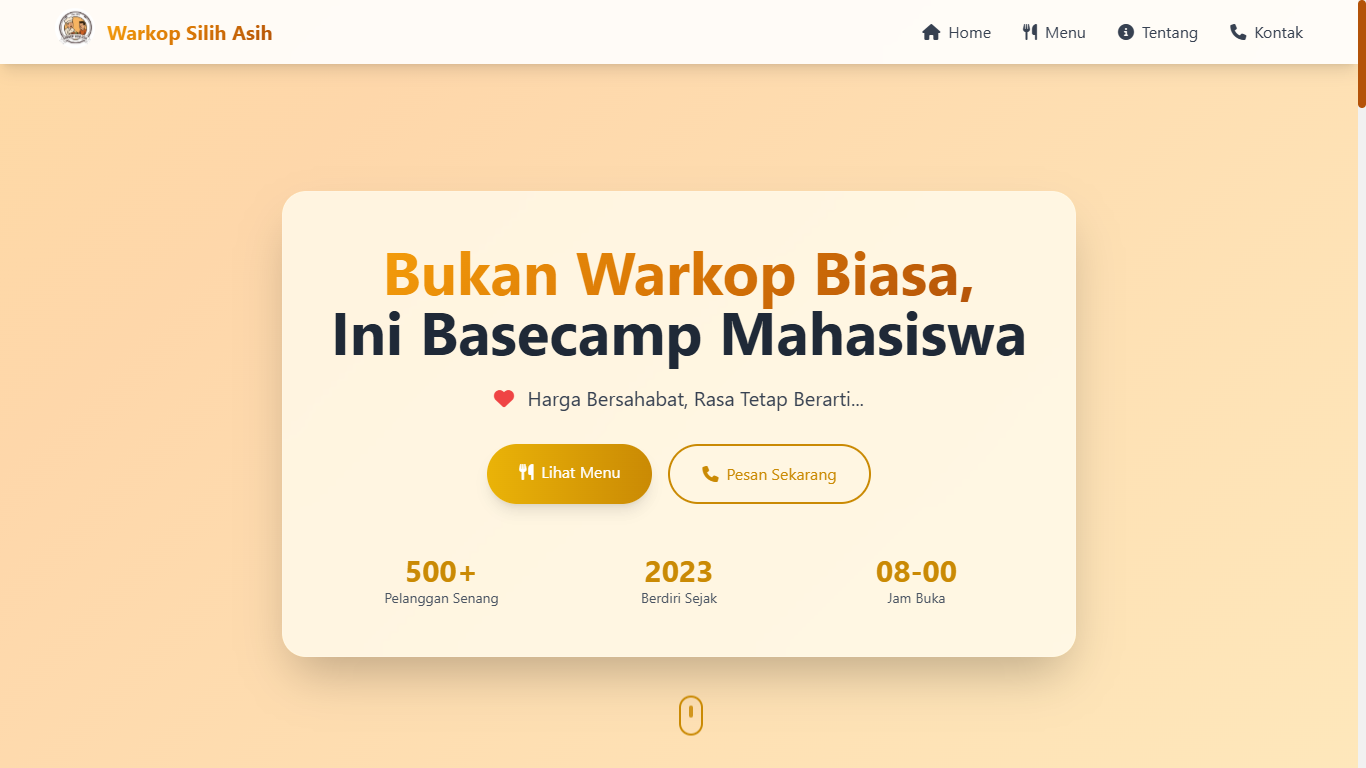 Warkop Silih Asih
Home
Menu
Tentang
Kontak
Bukan Warkop Biasa,
Ini Basecamp Mahasiswa
Harga Bersahabat, Rasa Tetap Berarti...
Lihat Menu
Pesan Sekarang
500+
Pelanggan Senang
2023
Berdiri Sejak
08-00
Jam Buka